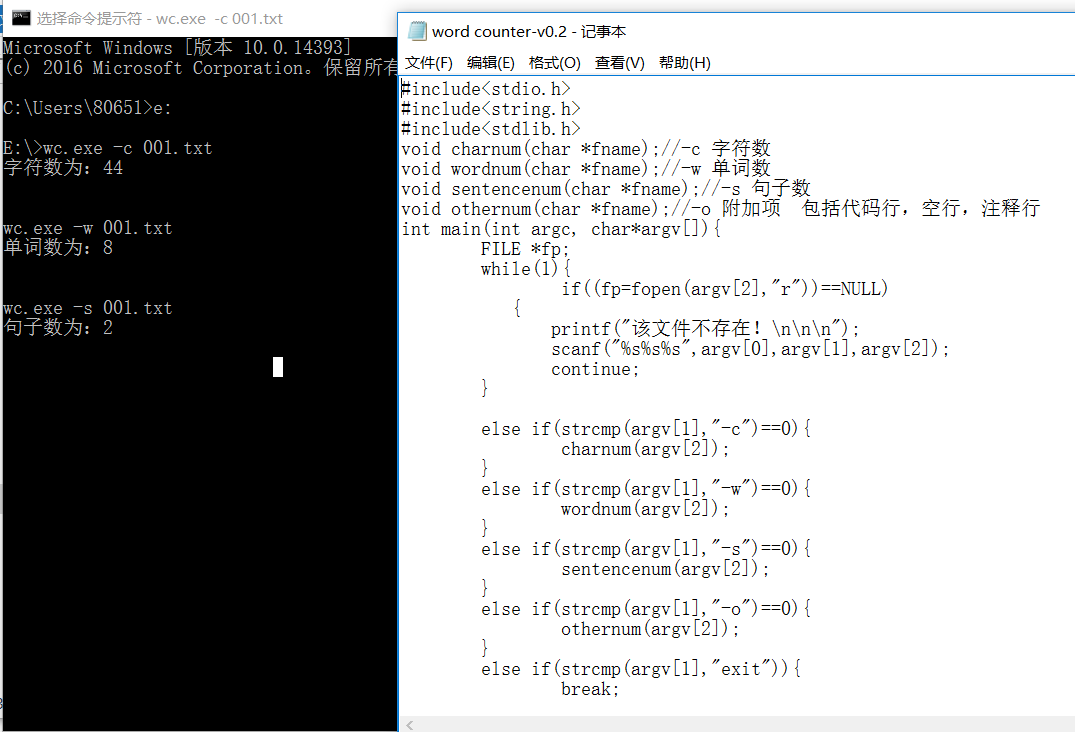 选择命令提示符 - wc.exe -c 001.txt
Microsoft Windows [版本 10.0.14393]
(c) 2016 Microsoft Corporation。保留所有
C:\Users\80651>e:
E:\>wc.exe -c 001.txt
字符数为：44
wc.exe -w 001.txt
单词数为：8
wc.exe -s 001.txt
句子数为：2
word counter-v0.2 - 记事本
文件(F) 编辑(E) 格式(O) 查看(V) 帮助(H)
#include<stdio.h>
#include<string.h>
#include<stdlib.h>
void charnum(char *fname);//-c 字符数
void wordnum(char *fname);//-w 单词数
void sentencenum(char *fname);//-s 句子数
void othernum(char *fname);//-o 附加项  包括代码行，空行，注释行
int main(int argc, char*argv[]){
FILE *fp;
while(1){
if((fp=fopen(argv[2],"r"))==NULL)
{
printf("该文件不存在！\n\n\n");
scanf("%s%s%s",argv[0],argv[1],argv[2]);
continue;
}
else if(strcmp(argv[1],"-c")==0){
charnum(argv[2]);
}
else if(strcmp(argv[1],"-w")==0){
wordnum(argv[2]);
}
else if(strcmp(argv[1],"-s")==0){
sentencenum(argv[2]);
}
else if(strcmp(argv[1],"-o")==0){
othernum(argv[2]);
}
else if(strcmp(argv[1],"exit")){
break;